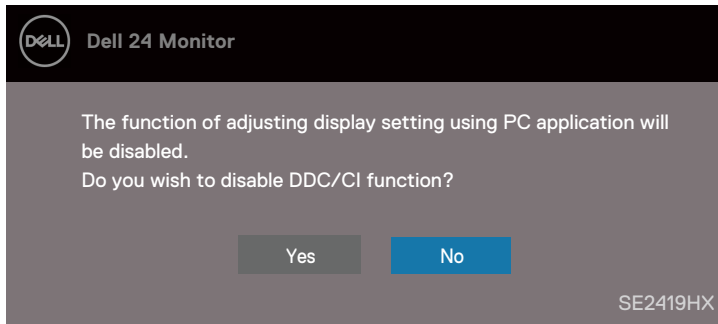 DELL Dell 24 Monitor
The function of adjusting display setting using PC application will
be disabled.
Do you wish to disable DDC/CI function?
Yes No
SE2419HX